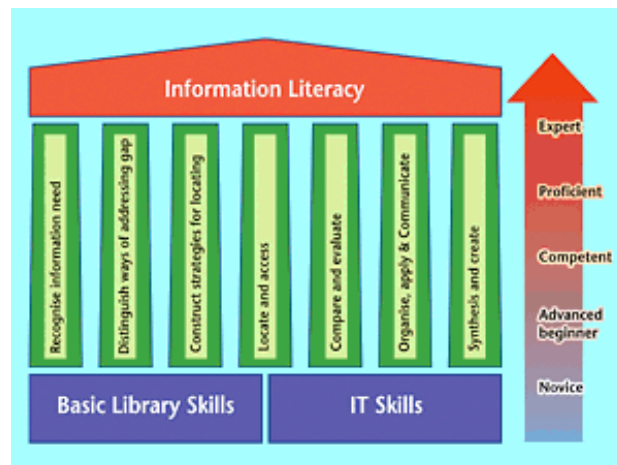 Information Literacy
Recognise information need
Distinguish ways of addressing gap
Construct strategies for locating
Locate and access
Compare and evaluate
Organise, apply & Communicate
Synthesis and create
Basic Library Skills
IT Skills
Expert
Proficient
Competent
Advanced
beginner
Novice